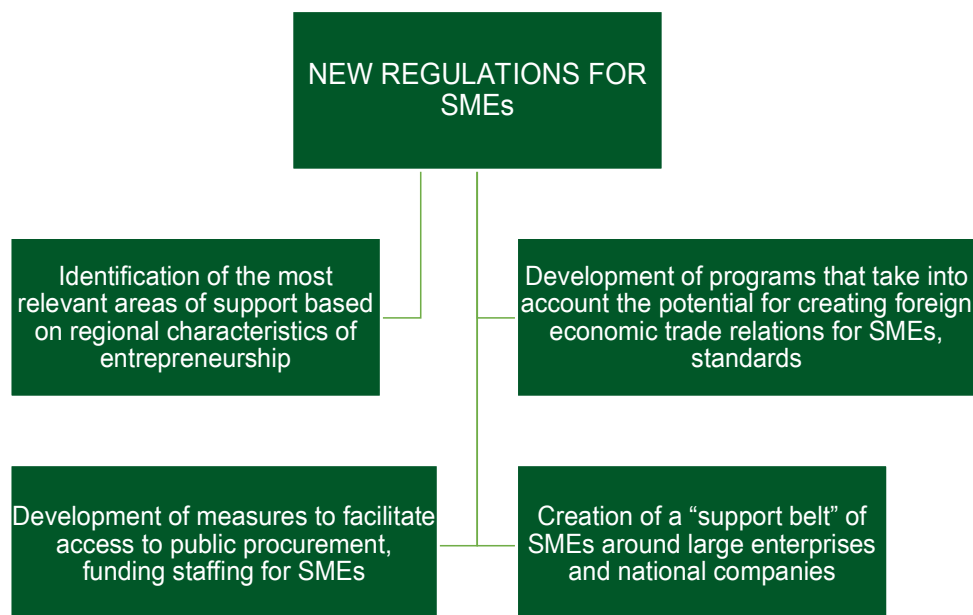 NEW REGULATIONS FOR
SMEs
Identification of the most
relevant areas of support based
on regional characteristics of
entrepreneurship
Development of programs that take into
account the potential for creating foreign
economic trade relations for SMEs,
standards
Development of measures to facilitate
access to public procurement,
funding staffing for SMEs
Creation of a “support belt” of
SMEs around large enterprises
and national companies